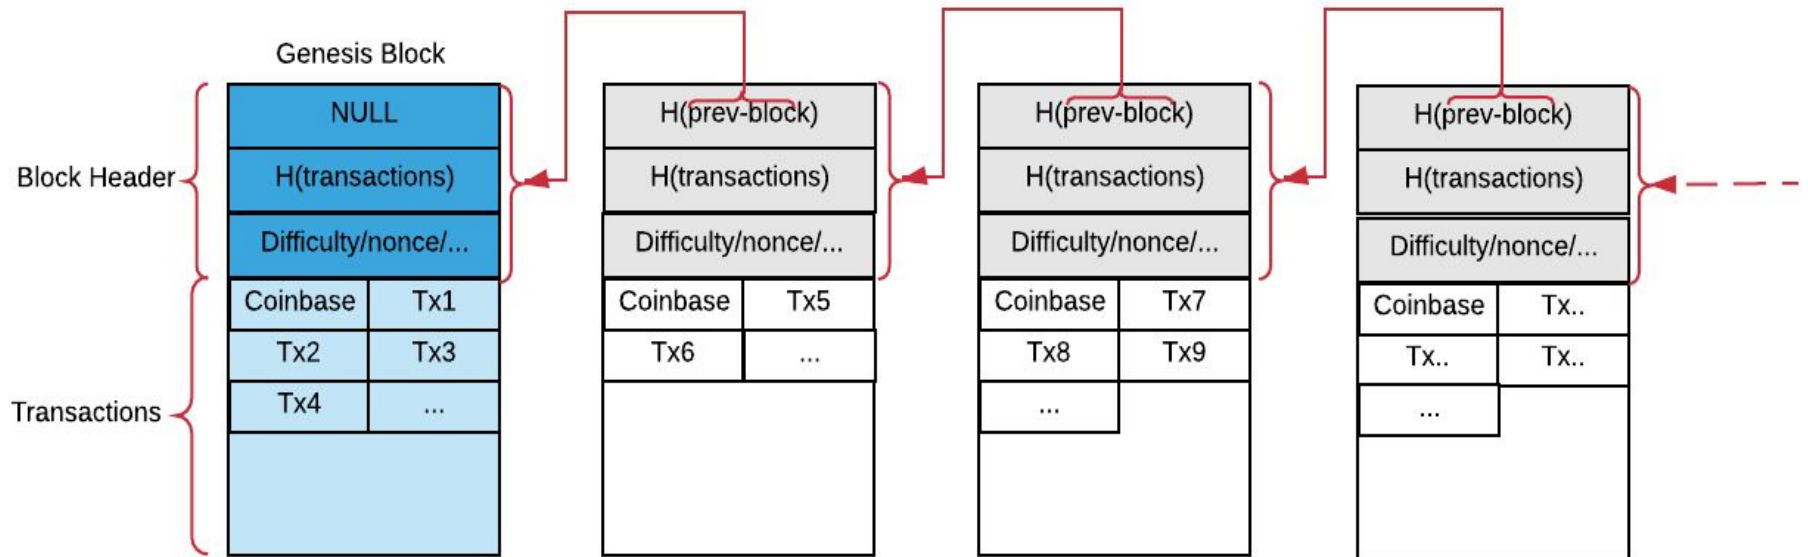 Genesis Block
Block Header
Transactions
NULL
H(transactions)
Difficulty/nonce/...
Coinbase Tx1
Tx2 Tx3
Tx4 ...
H(prev-block)
H(transactions)
Difficulty/nonce/...
Coinbase Tx5
Tx6 ...
H(prev-block)
H(transactions)
Difficulty/nonce/...
Coinbase Tx7
Tx8 Tx9
...
H(prev-block)
H(transactions)
Difficulty/nonce/...
Coinbase Tx..
Tx.. Tx..
...